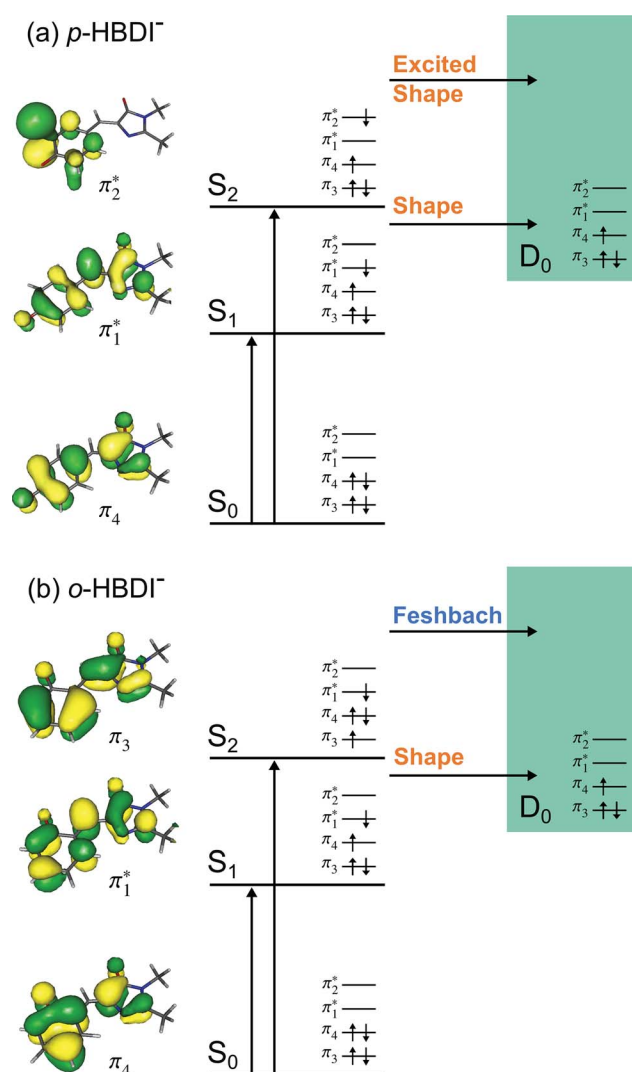 (a) p-HBDI⁻
Excited
Shape
π₂*
π₂*
π₁*
π₄
π₃
S₂
Shape
π₂*
π₁*
π₄
π₃
D₀
π₁*
π₂*
π₁*
π₄
π₃
S₁
π₄
π₂*
π₁*
π₄
π₃
S₀
(b) o-HBDI⁻
Feshbach
π₃
π₂*
π₁*
π₄
π₃
S₂
Shape
π₂*
π₁*
π₄
π₃
D₀
π₁*
π₂*
π₁*
π₄
π₃
S₁
π₄
π₂*
π₁*
π₄
π₃
S₀